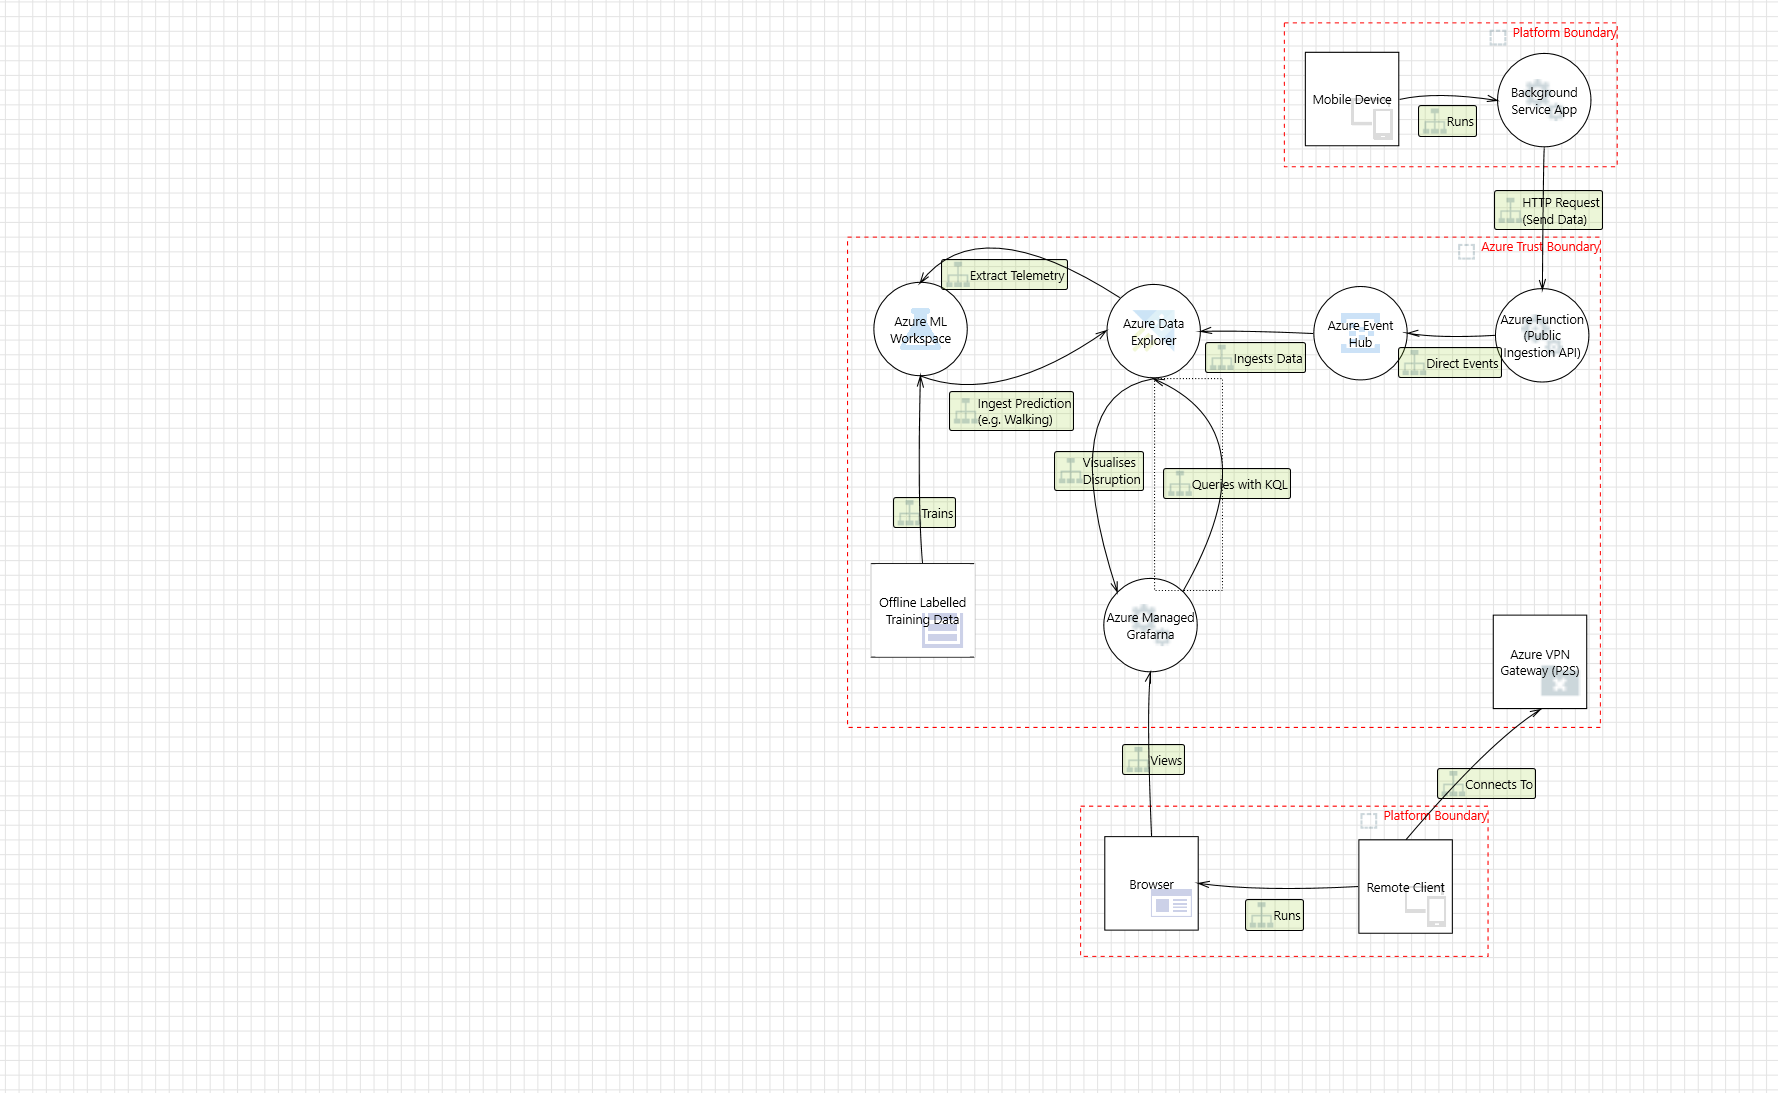 Platform Boundary
Mobile Device
Background
Service App
Runs
HTTP Request
(Send Data)
Azure Trust Boundary
Extract Telemetry
Azure ML
Workspace
Azure Data
Explorer
Azure Event
Hub
Azure Function
(Public
Ingestion API)
Ingests Data
Direct Events
Ingest Prediction
(e.g. Walking)
Visualises
Disruption
Queries with KQL
Trains
Offline Labelled
Training Data
Azure Managed
Grafarna
Azure VPN
Gateway (P2S)
Views
Connects To
Platform Boundary
Browser
Remote Client
Runs